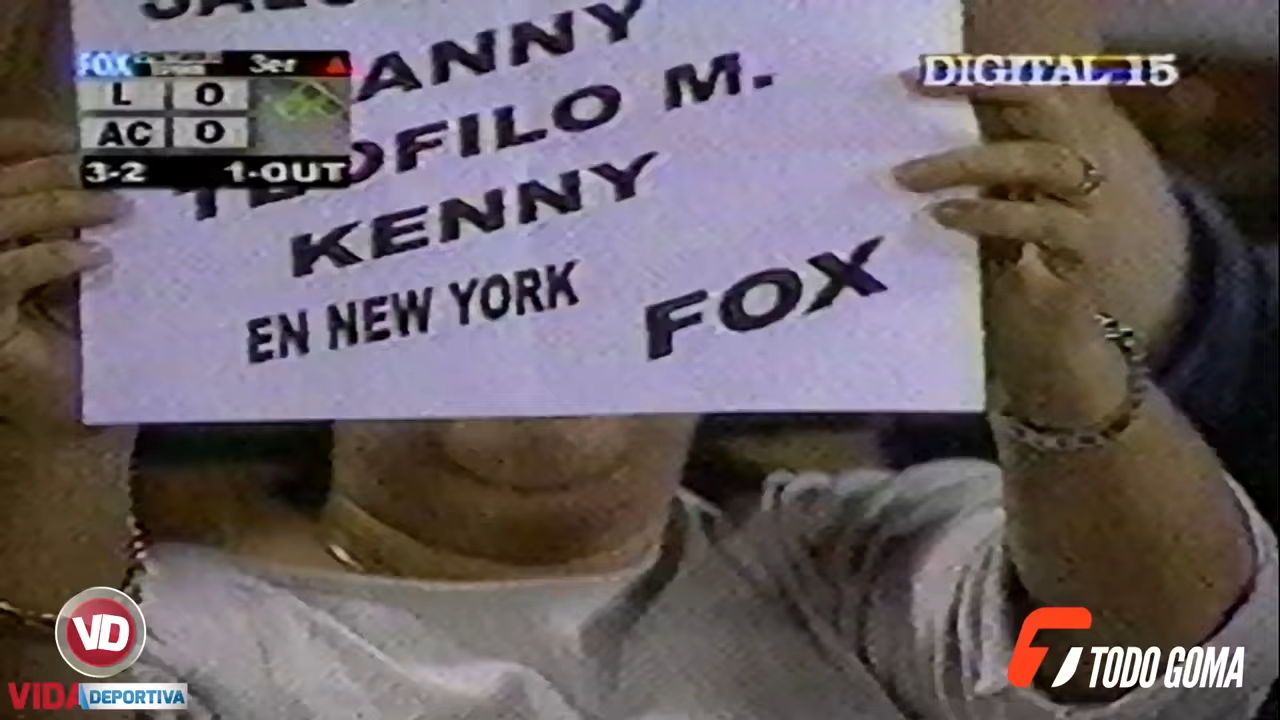 FOX
3er
L 0
AC 0
3-2 1-OUT
DIGITAL 15
ANNY
OFILO M.
KENNY
EN NEW YORK
FOX
VD
VIDA DEPORTIVA
TODO GOMA